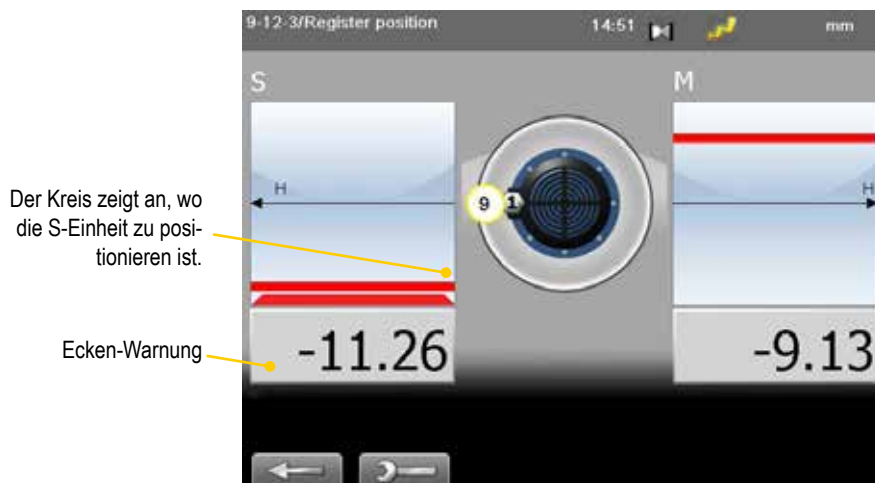 9-12-3/Register position
14:51
mm
S
M
Der Kreis zeigt an, wo
die S-Einheit zu posi-
tionieren ist.
H
9
1
H
Ecken-Warnung
-11.26
-9.13